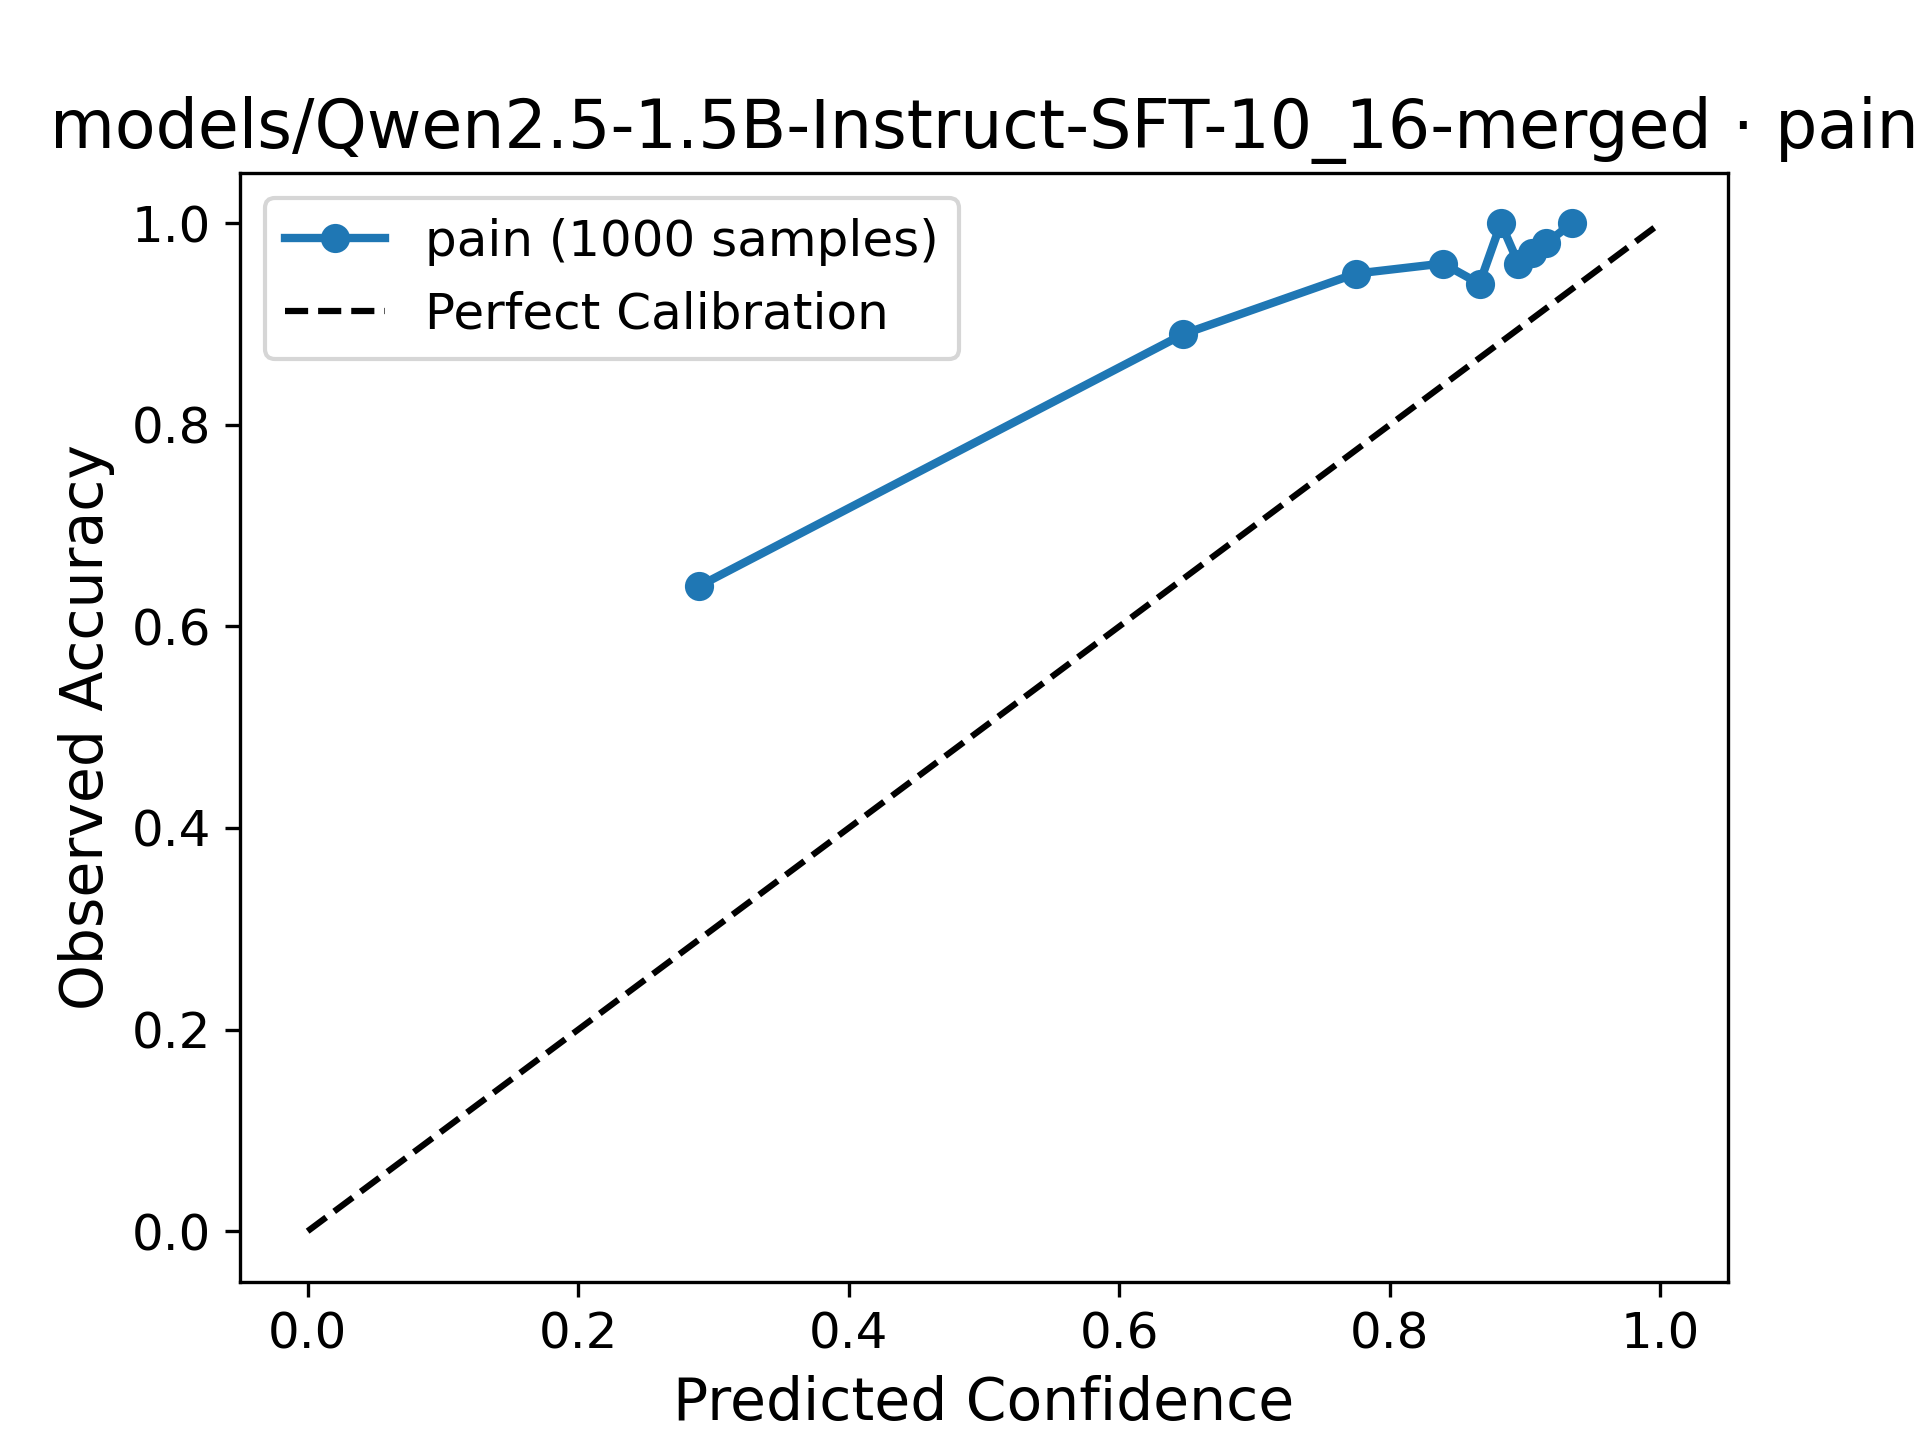 models/Qwen2.5-1.5B-Instruct-SFT-10_16-merged · pain
pain (1000 samples)
Perfect Calibration
1.0
0.8
0.6
0.4
0.2
0.0
Observed Accuracy
0.0 0.2 0.4 0.6 0.8 1.0
Predicted Confidence